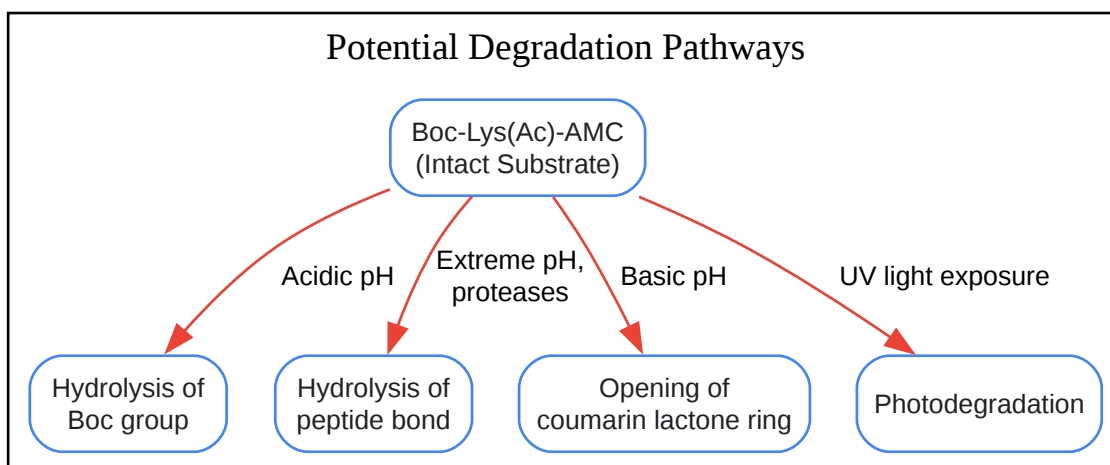 Potential Degradation Pathways
Boc-Lys(Ac)-AMC
(Intact Substrate)
Acidic pH
Extreme pH,
proteases
Basic pH
UV light exposure
Hydrolysis of
Boc group
Hydrolysis of
peptide bond
Opening of
coumarin lactone ring
Photodegradation